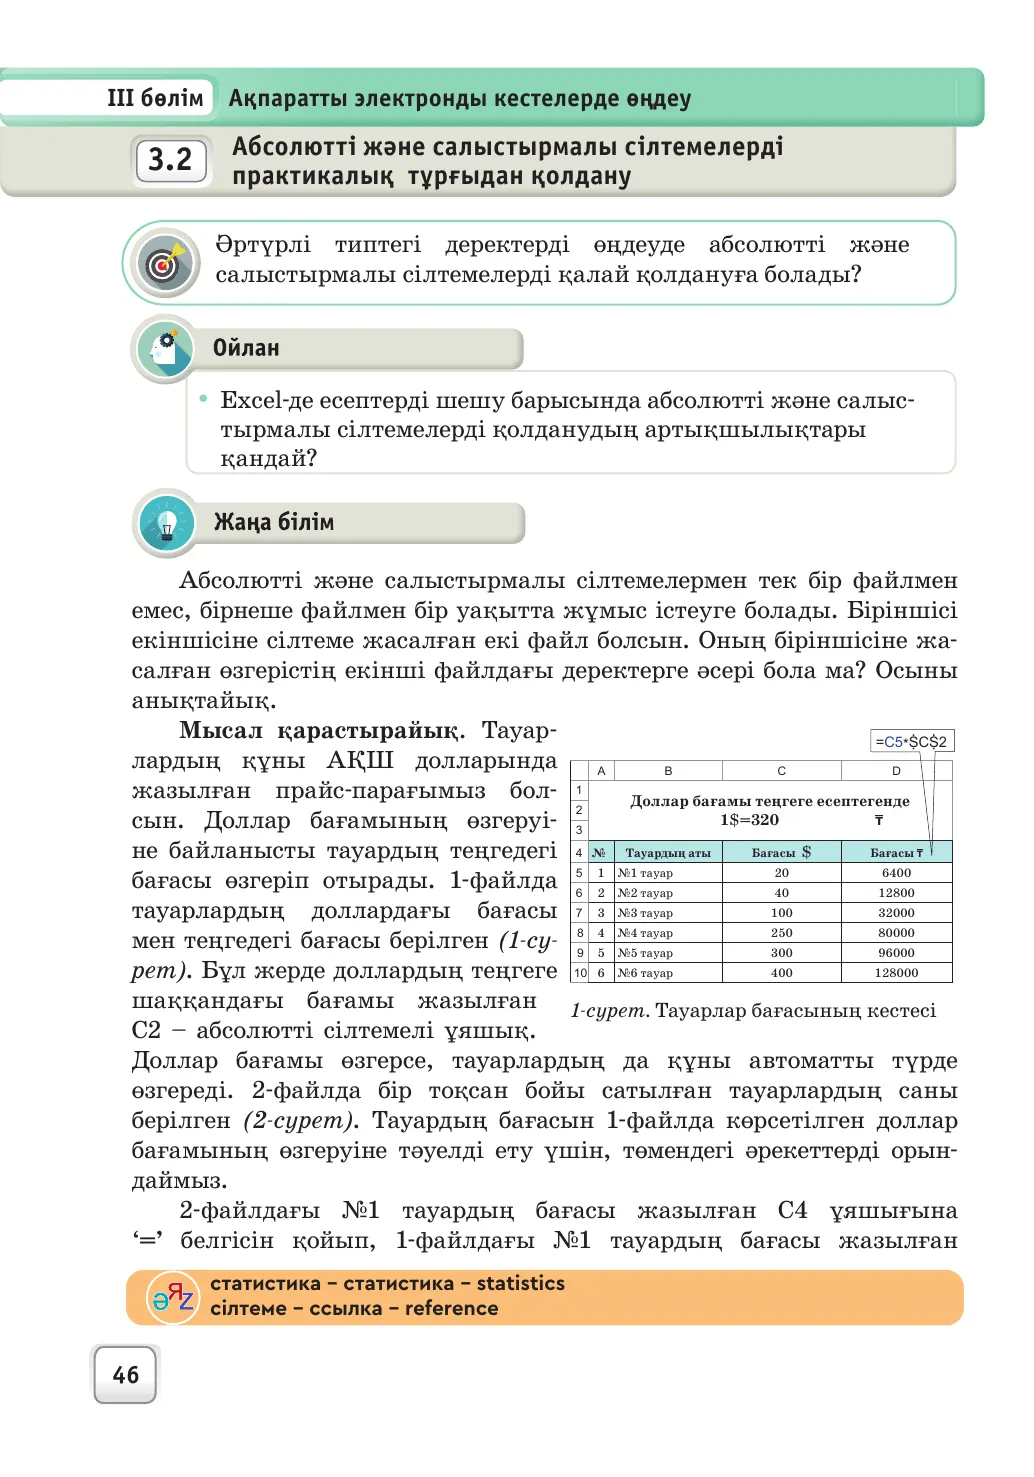 III бөлім Ақпаратты электронды кестелерде өңдеу
3.2 Абсолютті және салыстырмалы сілтемелерді
практикалық тұрғыдан қолдану
Әртүрлі типтегі деректерді өңдеуде абсолютті және
салыстырмалы сілтемелерді қалай қолдануға болады?
Ойлан
• Excel-де есептерді шешу барысында абсолютті және салыс-
тырмалы сілтемелерді қолданудың артықшылықтары
қандай?
Жаңа білім
Абсолютті және салыстырмалы сілтемелермен тек бір файлмен
емес, бірнеше файлмен бір уақытта жұмыс істеуге болады. Біріншісі
екіншісіне сілтеме жасалған екі файл болсын. Оның біріншісіне жа-
салған өзгерістің екінші файлдағы деректерге әсері бола ма? Осыны
анықтайық.
Мысал қарастырайық. Тауар-
лардың құны АҚШ долларында
жазылған прайс-парағымыз бол-
сын. Доллар бағамының өзгеруі-
не байланысты тауардың теңгедегі
бағасы өзгеріп отырады. 1-файлда
тауарлардың доллардағы бағасы
мен теңгедегі бағасы берілген (1-су-
рет). Бұл жерде доллардың теңгеге
шаққандағы бағамы жазылған
С2 – абсолютті сілтемелі ұяшық.
=C5*$C$2
A B C D
1
2
3
Доллар бағамы теңгеге есептегенде
1$=320 ₸
4 № Тауардың аты Бағасы $ Бағасы ₸
5 1 №1 тауар 20 6400
6 2 №2 тауар 40 12800
7 3 №3 тауар 100 32000
8 4 №4 тауар 250 80000
9 5 №5 тауар 300 96000
10 6 №6 тауар 400 128000
1-сурет. Тауарлар бағасының кестесі
Доллар бағамы өзгерсе, тауарлардың да құны автоматты түрде
өзгереді. 2-файлда бір тоқсан бойы сатылған тауарлардың саны
берілген (2-сурет). Тауардың бағасын 1-файлда көрсетілген доллар
бағамының өзгеруіне тәуелді ету үшін, төмендегі әрекеттерді орын-
даймыз.
2-файлдағы №1 тауардың бағасы жазылған С4 ұяшығына
‘=’ белгісін қойып, 1-файлдағы №1 тауардың бағасы жазылған
ӘЯZ
статистика – статистика – statistics
сілтеме – ссылка – reference
46